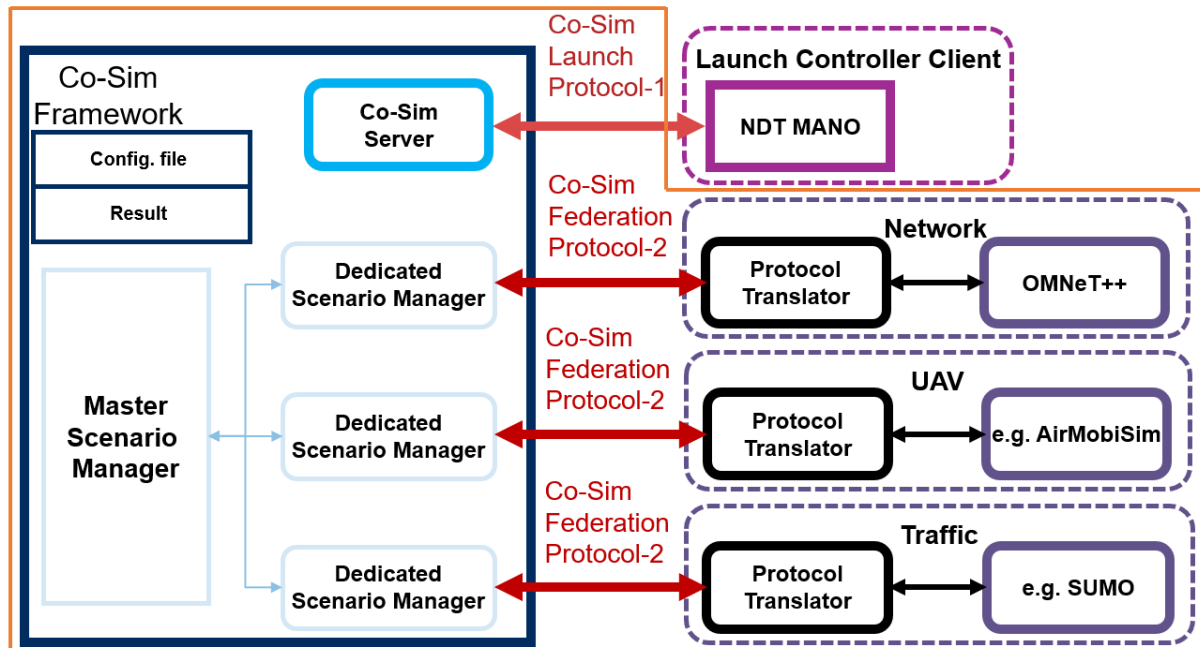 Co-Sim
Framework
Config. file
Result
Co-Sim
Server
Co-Sim
Launch
Protocol-1
Launch Controller Client
NDT MANO
Master
Scenario
Manager
Dedicated
Scenario Manager
Co-Sim
Federation
Protocol-2
Network
Protocol
Translator
OMNeT++
Dedicated
Scenario Manager
Co-Sim
Federation
Protocol-2
UAV
Protocol
Translator
e.g. AirMobiSim
Dedicated
Scenario Manager
Co-Sim
Federation
Protocol-2
Traffic
Protocol
Translator
e.g. SUMO